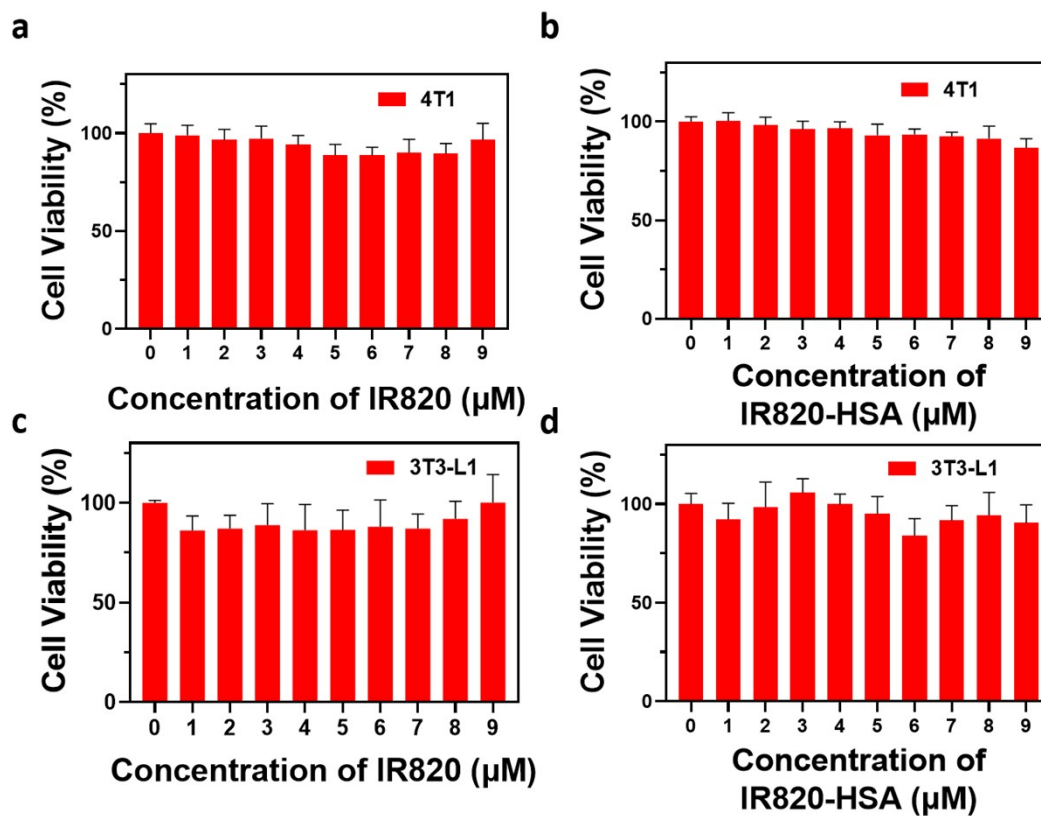 a
4T1
Cell Viability (%)
100
50
0
0 1 2 3 4 5 6 7 8 9
Concentration of IR820 (μM)
b
4T1
Cell Viability (%)
100
50
0
0 1 2 3 4 5 6 7 8 9
Concentration of
IR820-HSA (μM)
c
3T3-L1
Cell Viability (%)
100
50
0
0 1 2 3 4 5 6 7 8 9
Concentration of IR820 (μM)
d
3T3-L1
Cell Viability (%)
100
50
0
0 1 2 3 4 5 6 7 8 9
Concentration of
IR820-HSA (μM)